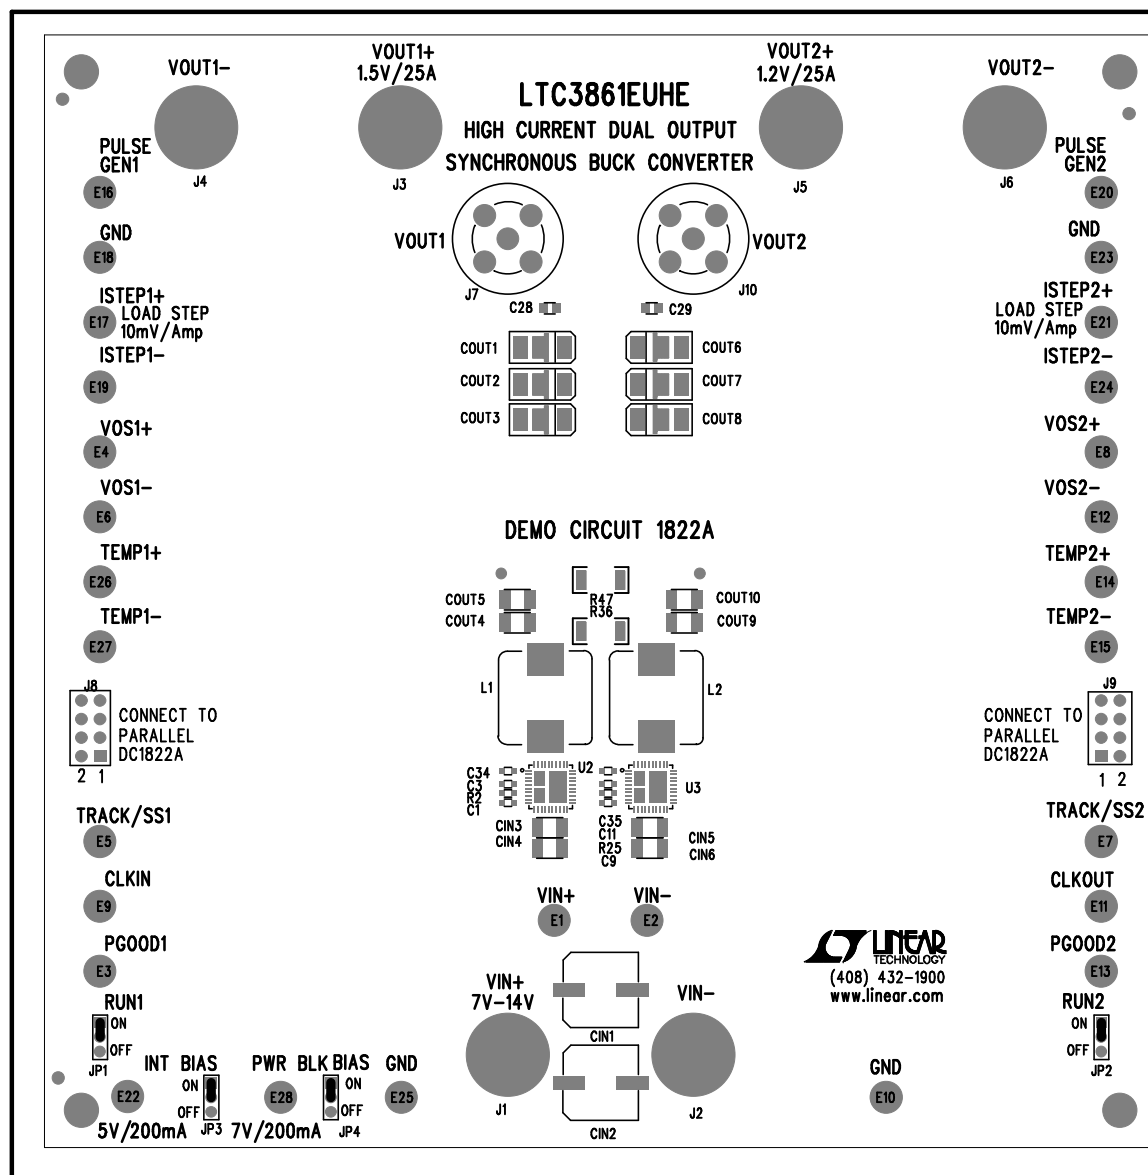 VOUT1-
VOUT1+
1.5V/25A
VOUT2+
1.2V/25A
VOUT2-
LTC3861EUHE
HIGH CURRENT DUAL OUTPUT
SYNCHRONOUS BUCK CONVERTER
J4
J3
J5
J6
PULSE
GEN1
E16
PULSE
GEN2
E20
GND
E18
VOUT1
J7
VOUT2
J10
GND
E23
ISTEP1+
E17
LOAD STEP
10mV/Amp
C28
C29
ISTEP2+
LOAD STEP
10mV/Amp
E21
ISTEP1-
E19
COUT1
COUT2
COUT3
COUT6
COUT7
COUT8
ISTEP2-
E24
VOS1+
E4
VOS2+
E8
VOS1-
E6
VOS2-
E12
DEMO CIRCUIT 1822A
TEMP1+
E26
TEMP2+
E14
COUT5
COUT4
R47
R36
COUT10
COUT9
TEMP1-
E27
TEMP2-
E15
L1
L2
J8
CONNECT TO
PARALLEL
DC1822A
2 1
J9
CONNECT TO
PARALLEL
DC1822A
1 2
C34
C3
R2
C1
U2
U3
CIN3
CIN4
C35
C11
R25
C9
CIN5
CIN6
TRACK/SS1
E5
TRACK/SS2
E7
CLKIN
E9
VIN+
E1
VIN-
E2
CLKOUT
E11
PGOOD1
E3
LINEAR
TECHNOLOGY
(408) 432-1900
www.linear.com
PGOOD2
E13
RUN1
ON
OFF
JP1
VIN+
7V-14V
J1
VIN-
J2
CIN1
CIN2
RUN2
ON
OFF
JP2
INT BIAS
E22
ON
OFF
5V/200mA
JP3
PWR BLK BIAS
E28
ON
OFF
7V/200mA
JP4
GND
E25
GND
E10